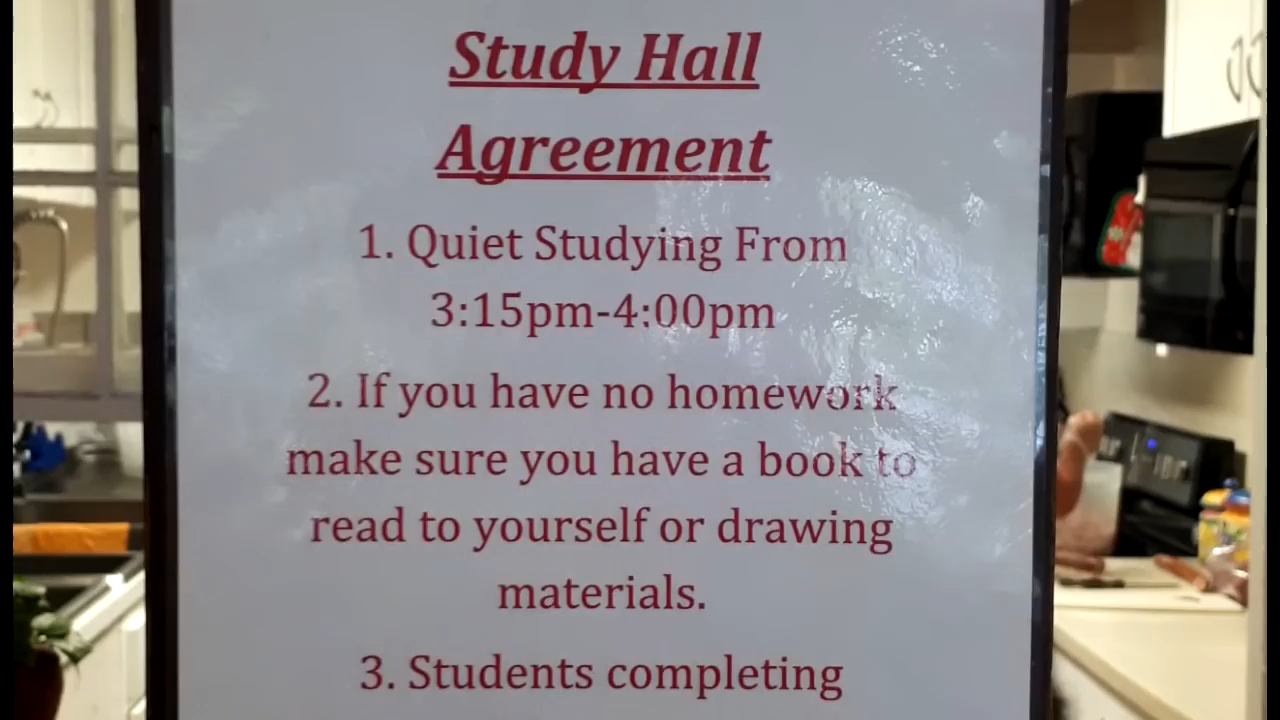 Study Hall
Agreement
1. Quiet Studying From
3:15pm-4:00pm
2. If you have no homework
make sure you have a book to
read to yourself or drawing
materials.
3. Students completing